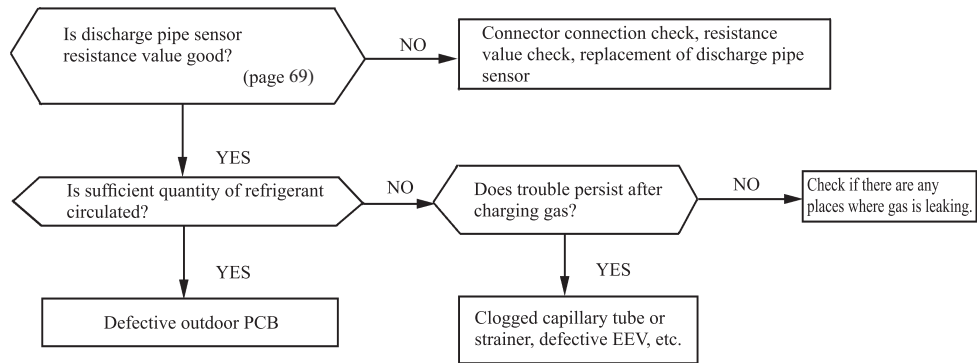 Is discharge pipe sensor
resistance value good?
(page 69)
NO
Connector connection check, resistance
value check, replacement of discharge pipe
sensor
YES
Is sufficient quantity of refrigerant
circulated?
NO
Does trouble persist after
charging gas?
NO
Check if there are any
places where gas is leaking.
YES
Defective outdoor PCB
YES
Clogged capillary tube or
strainer, defective EEV, etc.